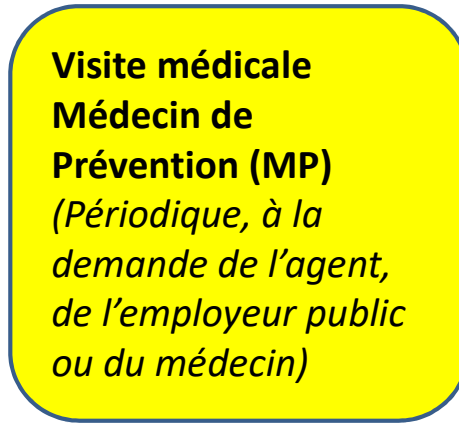 Visite médicale
Médecin de
Prévention (MP)
(Périodique, à la
demande de l’agent,
de l’employeur public
ou du médecin)